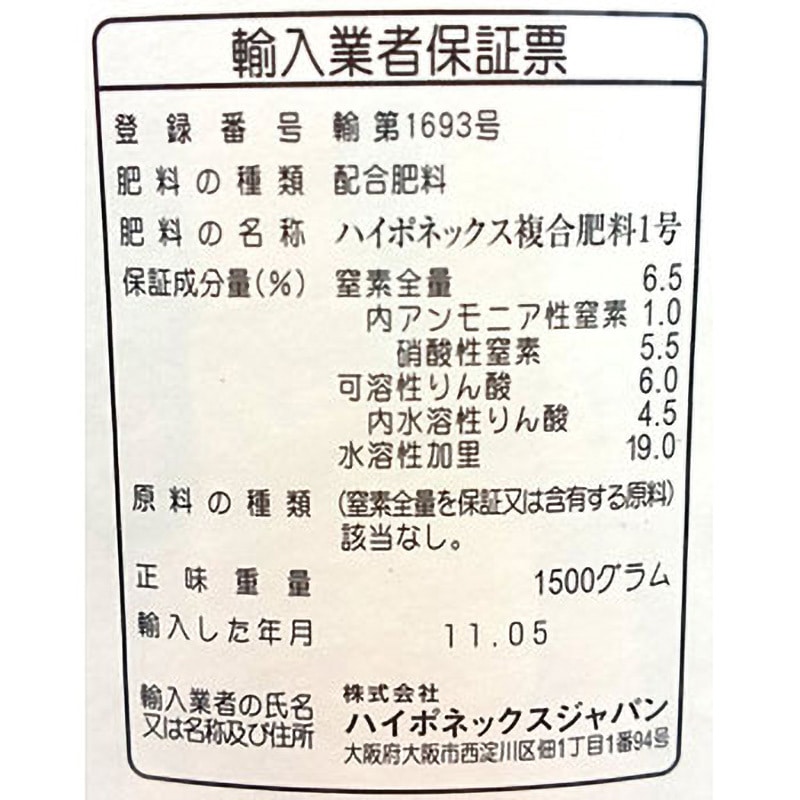 輸入業者保証票
登録番号 輸 第1693号
肥料の種類 配合肥料
肥料の名称 ハイポネックス複合肥料1号
保証成分量(%) 窒素全量 6.5
内アンモニア性窒素 1.0
硝酸性窒素 5.5
可溶性りん酸 6.0
内水溶性りん酸 4.5
水溶性加里 19.0
原料の種類 (窒素全量を保証又は含有する原料)
該当なし。
正味重量 1500グラム
輸入した年月 11.05
輸入業者の氏名
又は名称及び住所
株式会社
ハイポネックスジャパン
大阪府大阪市西淀川区佃1丁目1番94号